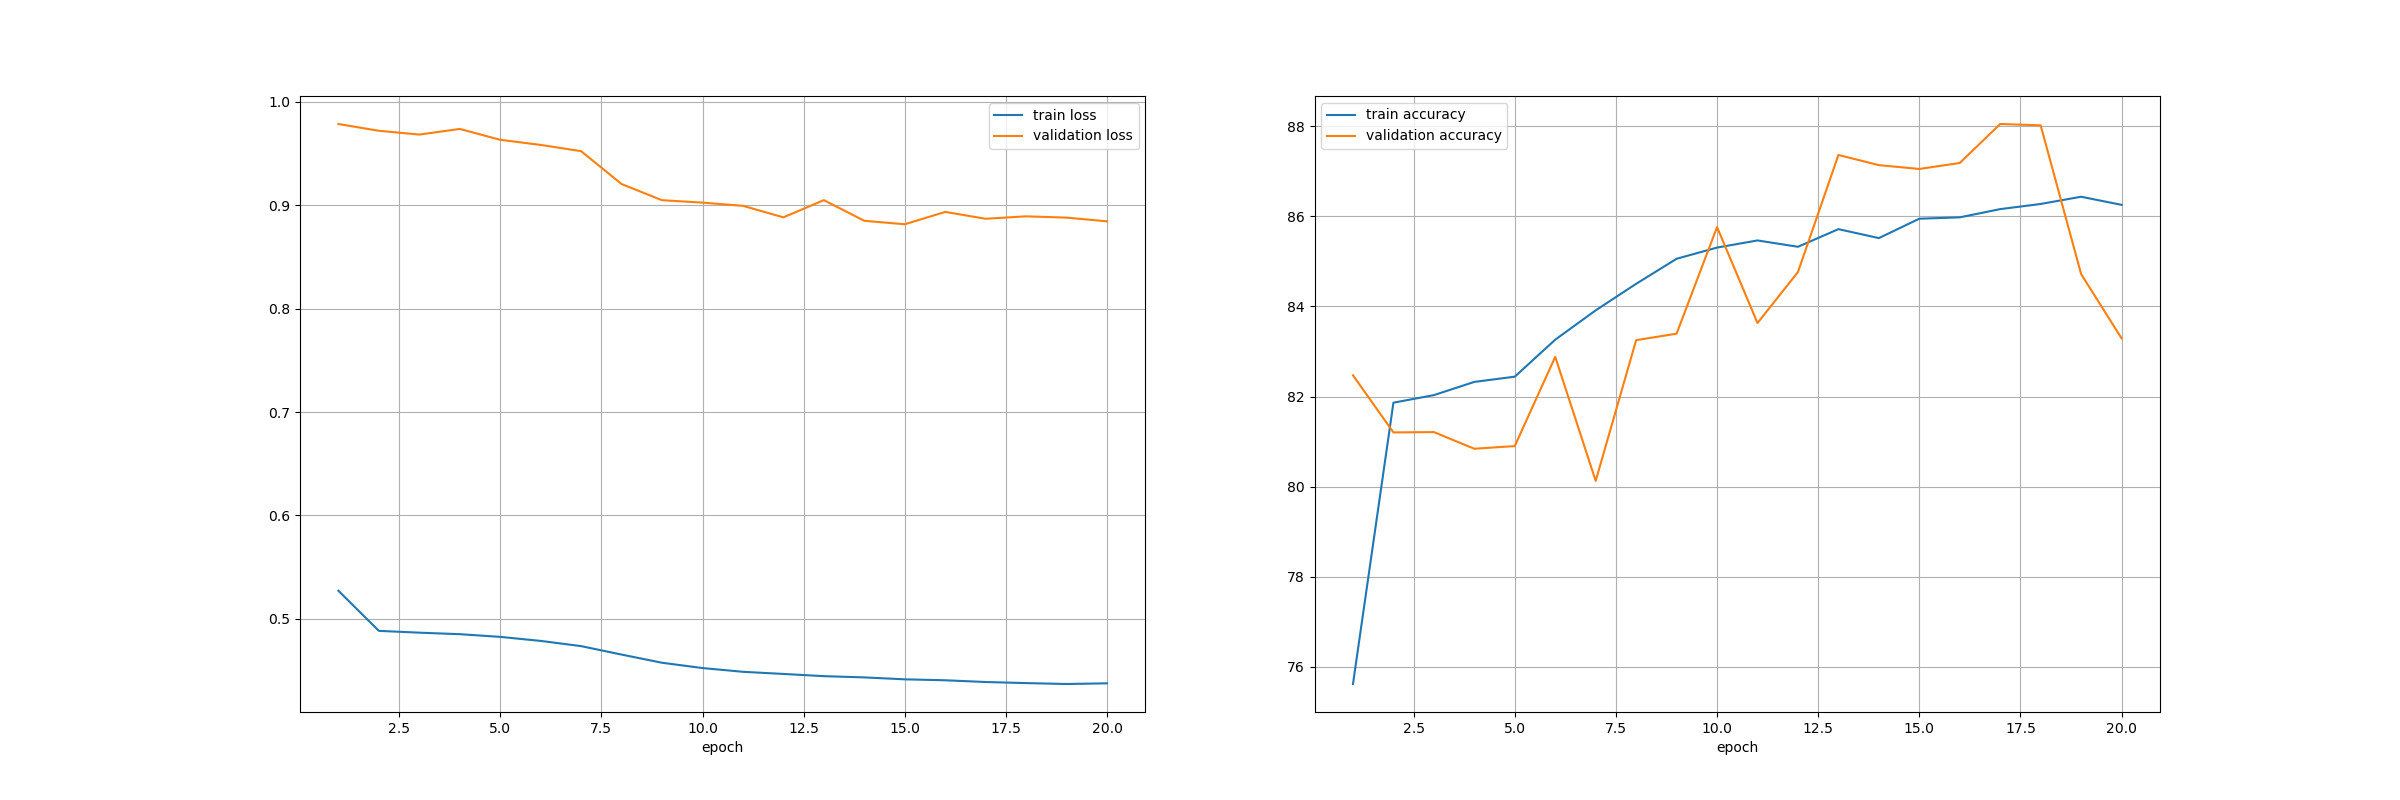 1.0
0.9
0.8
0.7
0.6
0.5
train loss
validation loss
2.5 5.0 7.5 10.0 12.5 15.0 17.5 20.0
epoch
88
86
84
82
80
78
76
train accuracy
validation accuracy
2.5 5.0 7.5 10.0 12.5 15.0 17.5 20.0
epoch